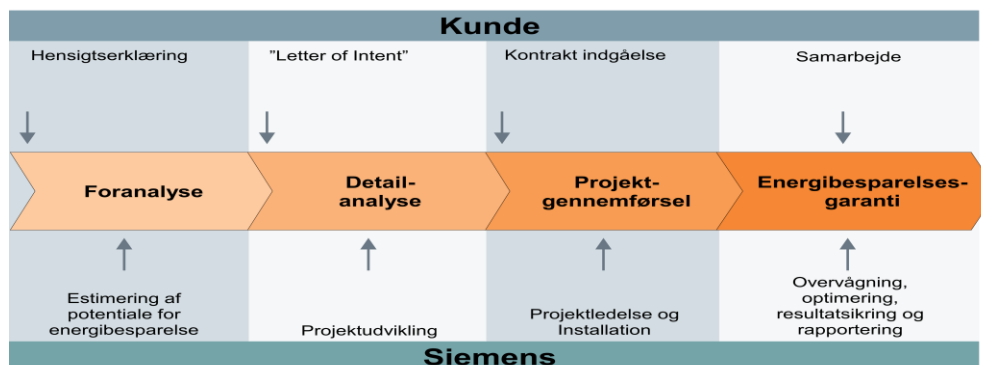 Kunde
Hensigtserklæring
"Letter of Intent”
Kontrakt indgåelse
Samarbejde
Foranalyse
Detail-
analyse
Projekt-
gennemførsel
Energibesparelses-
garanti
Estimering af
potentiale for
energibesparelse
Projektudvikling
Projektledelse og
Installation
Overvågning,
optimering,
resultatsikring og
rapportering
Siemens